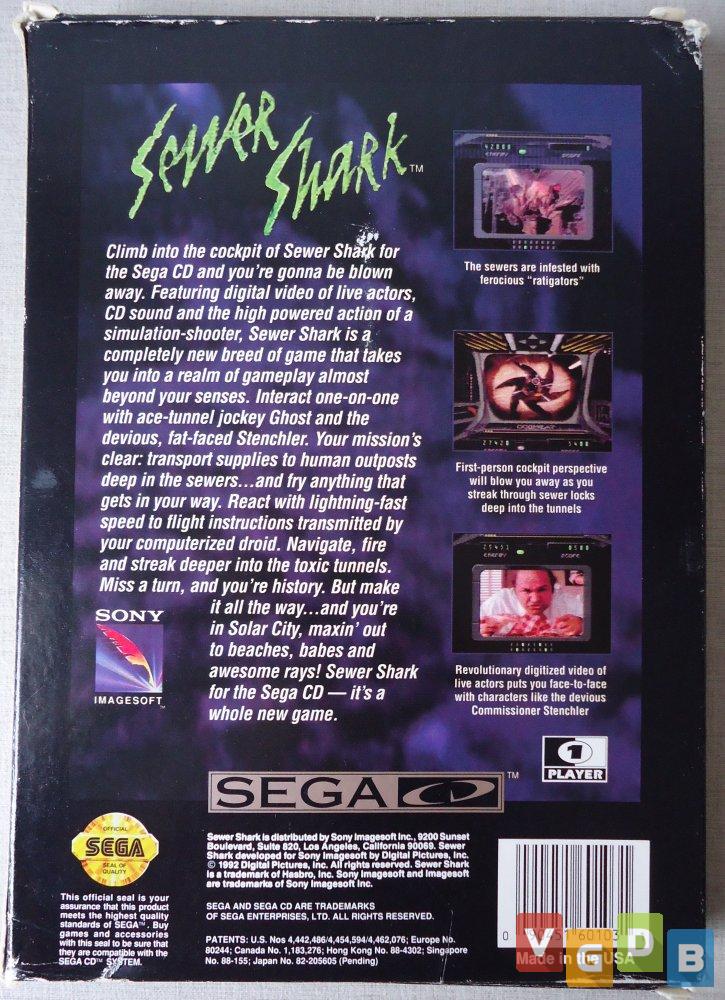 Sewer
Shark™
Climb into the cockpit of Sewer Shark for
the Sega CD and you're gonna be blown
away. Featuring digital video of live actors,
CD sound and the high powered action of a
simulation-shooter, Sewer Shark is a
completely new breed of game that takes
you into a realm of gameplay almost
beyond your senses. Interact one-on-one
with ace-tunnel jockey Ghost and the
devious, fat-faced Stenchler. Your mission's
clear: transport supplies to human outposts
deep in the sewers...and fry anything that
gets in your way. React with lightning-fast
speed to flight instructions transmitted by
your computerized droid. Navigate, fire
and streak deeper into the toxic tunnels.
Miss a turn, and you're history. But make
it all the way...and you're
in Solar City, maxin' out
to beaches, babes and
awesome rays! Sewer Shark
for the Sega CD — it's a
whole new game.
SONY
IMAGESOFT™
ENERGY SCORE
The sewers are infested with
ferocious "ratigators"
First-person cockpit perspective
will blow you away as you
streak through sewer locks
deep into the tunnels
ENERGY SCORE
Revolutionary digitized video of
live actors puts you face-to-face
with characters like the devious
Commissioner Stenchler
1
PLAYER
SEGA CD™
OFFICIAL
SEGA
SEAL OF
QUALITY
This official seal is your
assurance that this product
meets the highest quality
standards of SEGA™. Buy
games and accessories
with this seal to be sure that
they are compatible with the
SEGA CD™ SYSTEM.
Sewer Shark is distributed by Sony Imagesoft Inc., 9200 Sunset
Boulevard, Suite 820, Los Angeles, California 90069. Sewer
Shark developed for Sony Imagesoft by Digital Pictures, Inc.
© 1992 Digital Pictures, Inc. All rights reserved. Sewer Shark
is a trademark of Hasbro, Inc. Sony Imagesoft and Imagesoft
are trademarks of Sony Imagesoft Inc.
SEGA AND SEGA CD ARE TRADEMARKS
OF SEGA ENTERPRISES, LTD. ALL RIGHTS RESERVED.
PATENTS: U.S. Nos 4,442,486/4,454,594/4,462,076; Europe No.
80244; Canada No. 1,183,276; Hong Kong No. 88-4302; Singapore
No. 88-155; Japan No. 82-205605 (Pending)
Made in the USA
VGDB